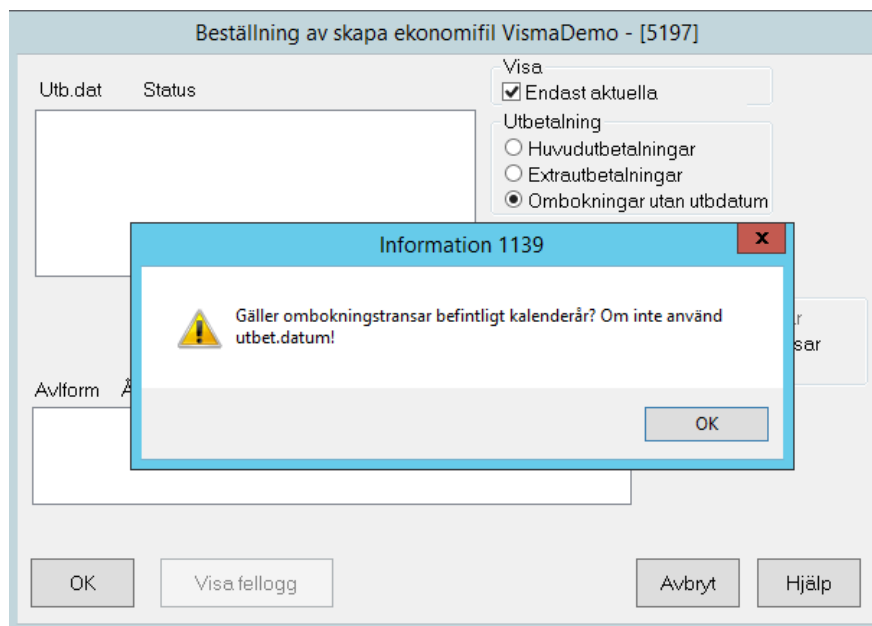 Beställning av skapa ekonomifil VismaDemo - [5197]
Utb.dat Status
Visa
Endast aktuella
Utbetalning
Huvudutbetalningar
Extrautbetalningar
Ombokningar utan utbdatum
Information 1139
x
Gäller ombokningstransar befintligt kalenderår? Om inte använd
utbet.datum!
sar
Avlform
OK
OK
Visa fellogg
Avbryt
Hjälp